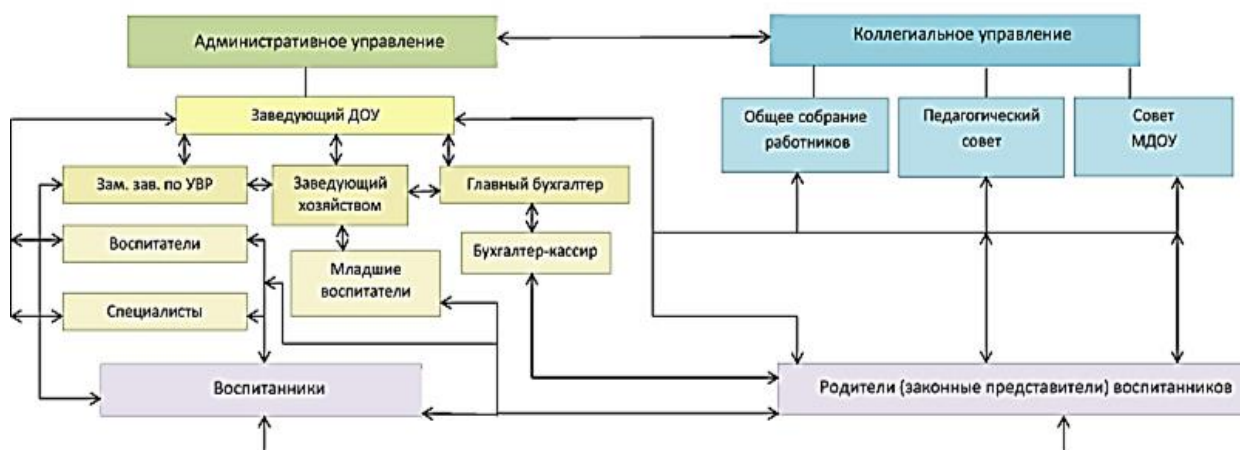 Административное управление
Коллегиальное управление
Заведующий ДОУ
Общее собрание
работников
Педагогический
совет
Совет
МДОУ
Зам. зав. по УВР
Заведующий
хозяйством
Главный бухгалтер
Воспитатели
Младшие
воспитатели
Бухгалтер-кассир
Специалисты
Воспитанники
Родители (законные представители) воспитанников